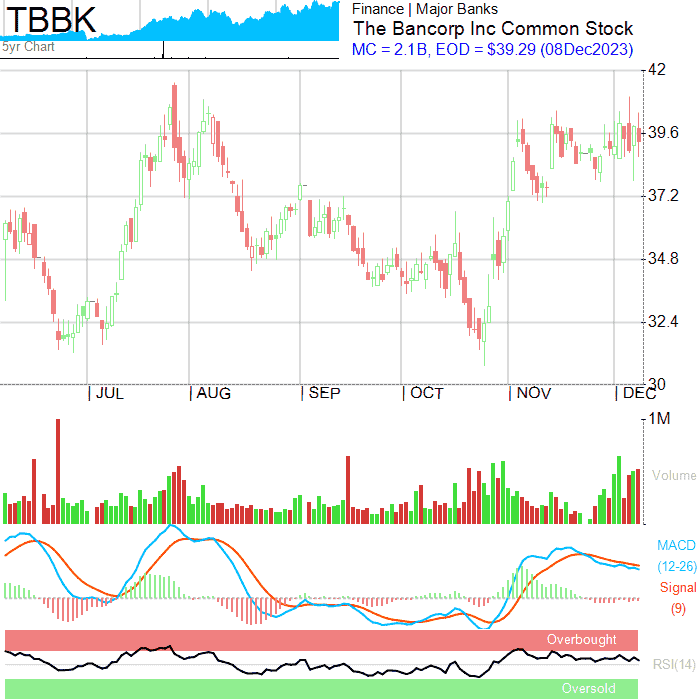 TBBK
5yr Chart
Finance | Major Banks
The Bancorp Inc Common Stock
MC = 2.1B, EOD = $39.29 (08Dec2023)
42
39.6
37.2
34.8
32.4
30
JUL AUG SEP OCT NOV DEC
1M
Volume
MACD
(12-26)
Signal
(9)
Overbought
RSI(14)
Oversold